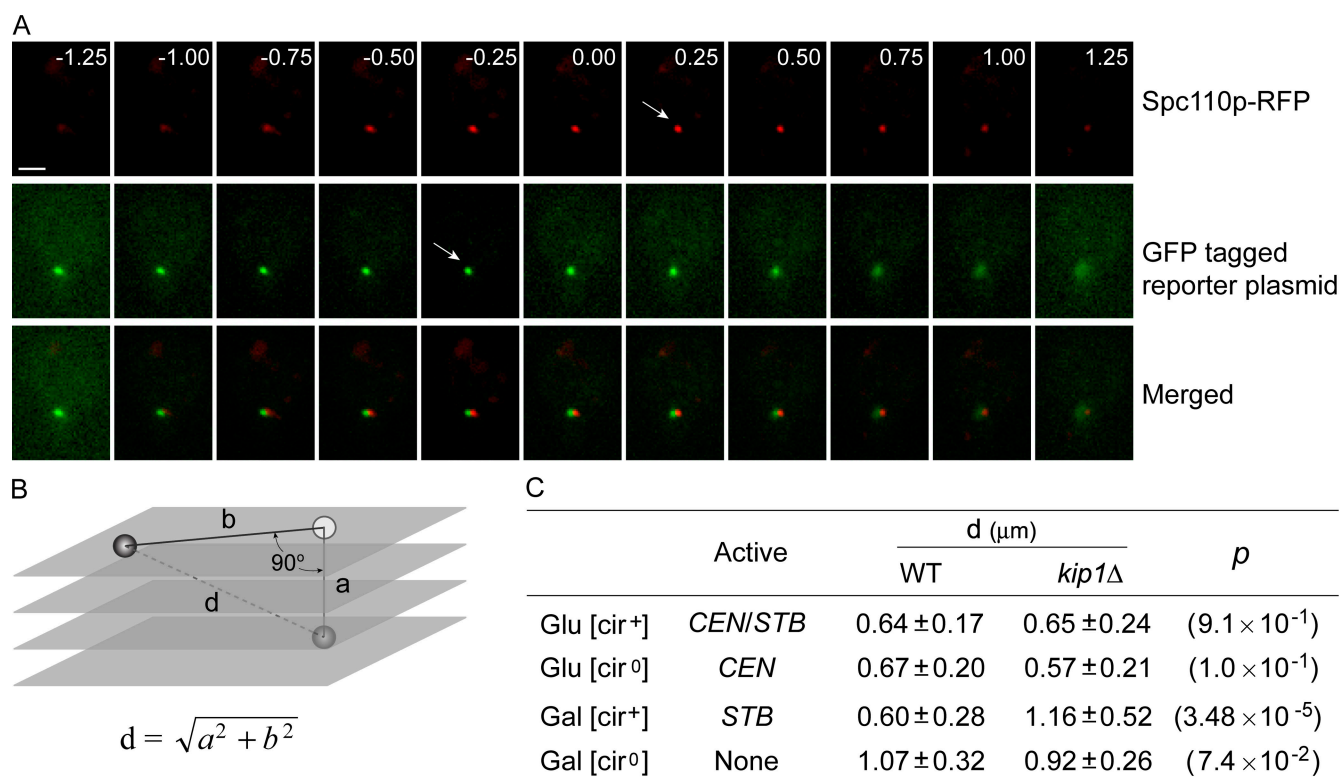 A
-1.25 -1.00 -0.75 -0.50 -0.25 0.00 0.25 0.50 0.75 1.00 1.25
Spc110p-RFP
GFP tagged
reporter plasmid
Merged
B
b
90º
a
d
d = √a² + b²
C
d (μm)
Active WT kip1Δ p
Glu [cir⁺] CEN/STB 0.64 ± 0.17 0.65 ± 0.24 (9.1 × 10⁻¹)
Glu [cir⁰] CEN 0.67 ± 0.20 0.57 ± 0.21 (1.0 × 10⁻¹)
Gal [cir⁺] STB 0.60 ± 0.28 1.16 ± 0.52 (3.48 × 10⁻⁵)
Gal [cir⁰] None 1.07 ± 0.32 0.92 ± 0.26 (7.4 × 10⁻²)